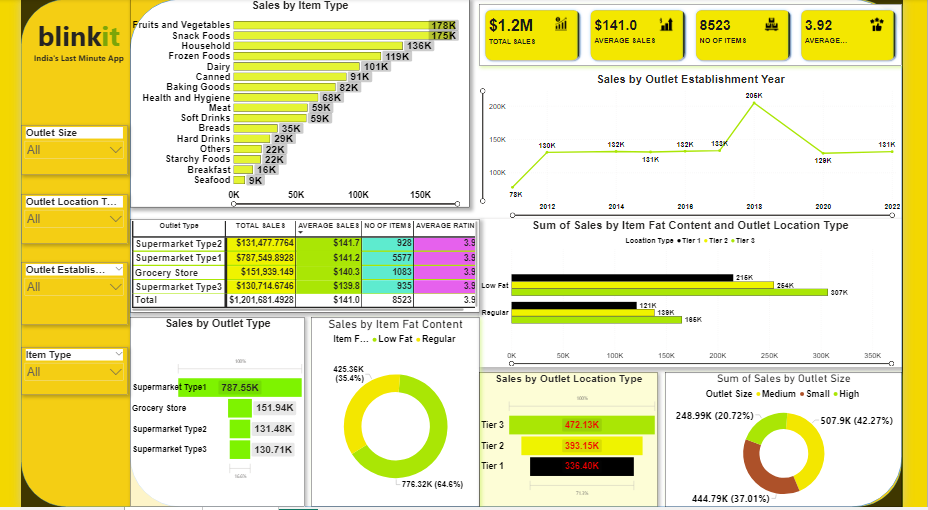 blinkit
India's Last Minute App
Outlet Size
All
Outlet Location T...
All
Outlet Establis...
All
Item Type
All
Sales by Item Type
Fruits and Vegetables 178K
Snack Foods 175K
Household 136K
Frozen Foods 119K
Dairy 101K
Canned 91K
Baking Goods 82K
Health and Hygiene 68K
Meat 59K
Soft Drinks 59K
Breads 35K
Hard Drinks 29K
Others 22K
Starchy Foods 22K
Breakfast 16K
Seafood 9K
0K 50K 100K 150K
$1.2M
TOTAL SALES
$141.0
AVERAGE SALES
8523
NO OF ITEMS
3.92
AVERAGE...
Sales by Outlet Establishment Year
200K
150K
100K
78K 130K 132K 131K 132K 133K 205K 129K 131K
2012 2014 2016 2018 2020 2022
Outlet Type TOTAL SALES AVERAGE SALES NO OF ITEMS AVERAGE RATIN
Supermarket Type2 $131,477.7764 $141.7 928 3.9
Supermarket Type1 $787,549.8928 $141.2 5577 3.9
Grocery Store $151,939.149 $140.3 1083 3.9
Supermarket Type3 $130,714.6746 $139.8 935 3.9
Total $1,201,681.4928 $141.0 8523 3.9
Sum of Sales by Item Fat Content and Outlet Location Type
Location Type Tier 1 Tier 2 Tier 3
Low Fat 215K
254K
307K
Regular 121K
139K
165K
0K 50K 100K 150K 200K 250K 300K 350K
Sales by Outlet Type
100%
Supermarket Type1 787.55K
Grocery Store 151.94K
Supermarket Type2 131.48K
Supermarket Type3 130.71K
16.6%
Sales by Item Fat Content
Item F... Low Fat Regular
425.36K
(35.4%)
776.32K (64.6%)
Sales by Outlet Location Type
100%
Tier 3 472.13K
Tier 2 393.15K
Tier 1 336.40K
71.3%
Sum of Sales by Outlet Size
Outlet Size Medium Small High
248.99K (20.72%)
507.9K (42.27%)
444.79K (37.01%)